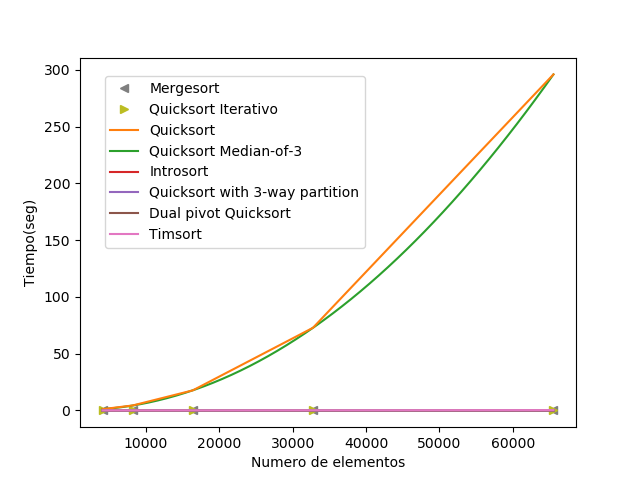 300
250
200
150
100
50
0
Tiempo(seg)
Mergesort
Quicksort Iterativo
Quicksort
Quicksort Median-of-3
Introsort
Quicksort with 3-way partition
Dual pivot Quicksort
Timsort
10000 20000 30000 40000 50000 60000
Numero de elementos